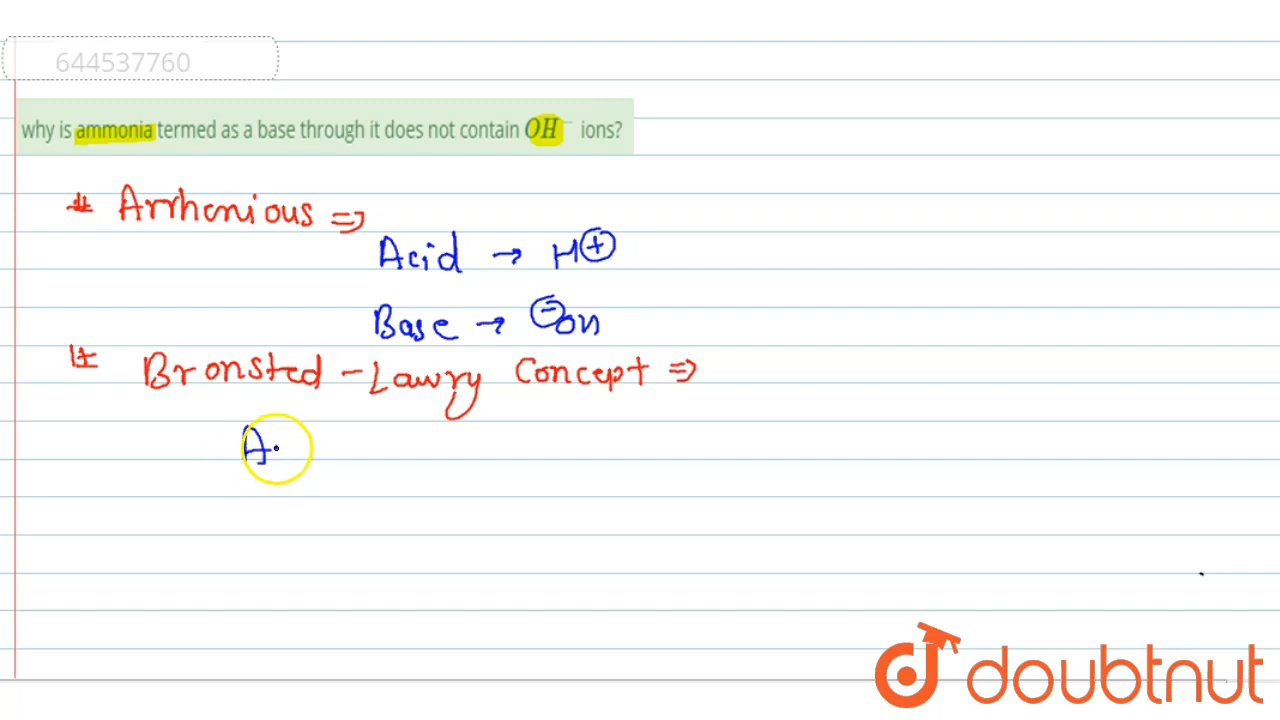 644537760
why is ammonia termed as a base through it does not contain OH⁻ ions?
* Arrhenious ⇒
Acid → H⊕
Base → ⊖OH
* Bronsted - Lawry Concept ⇒
A
doubtnut